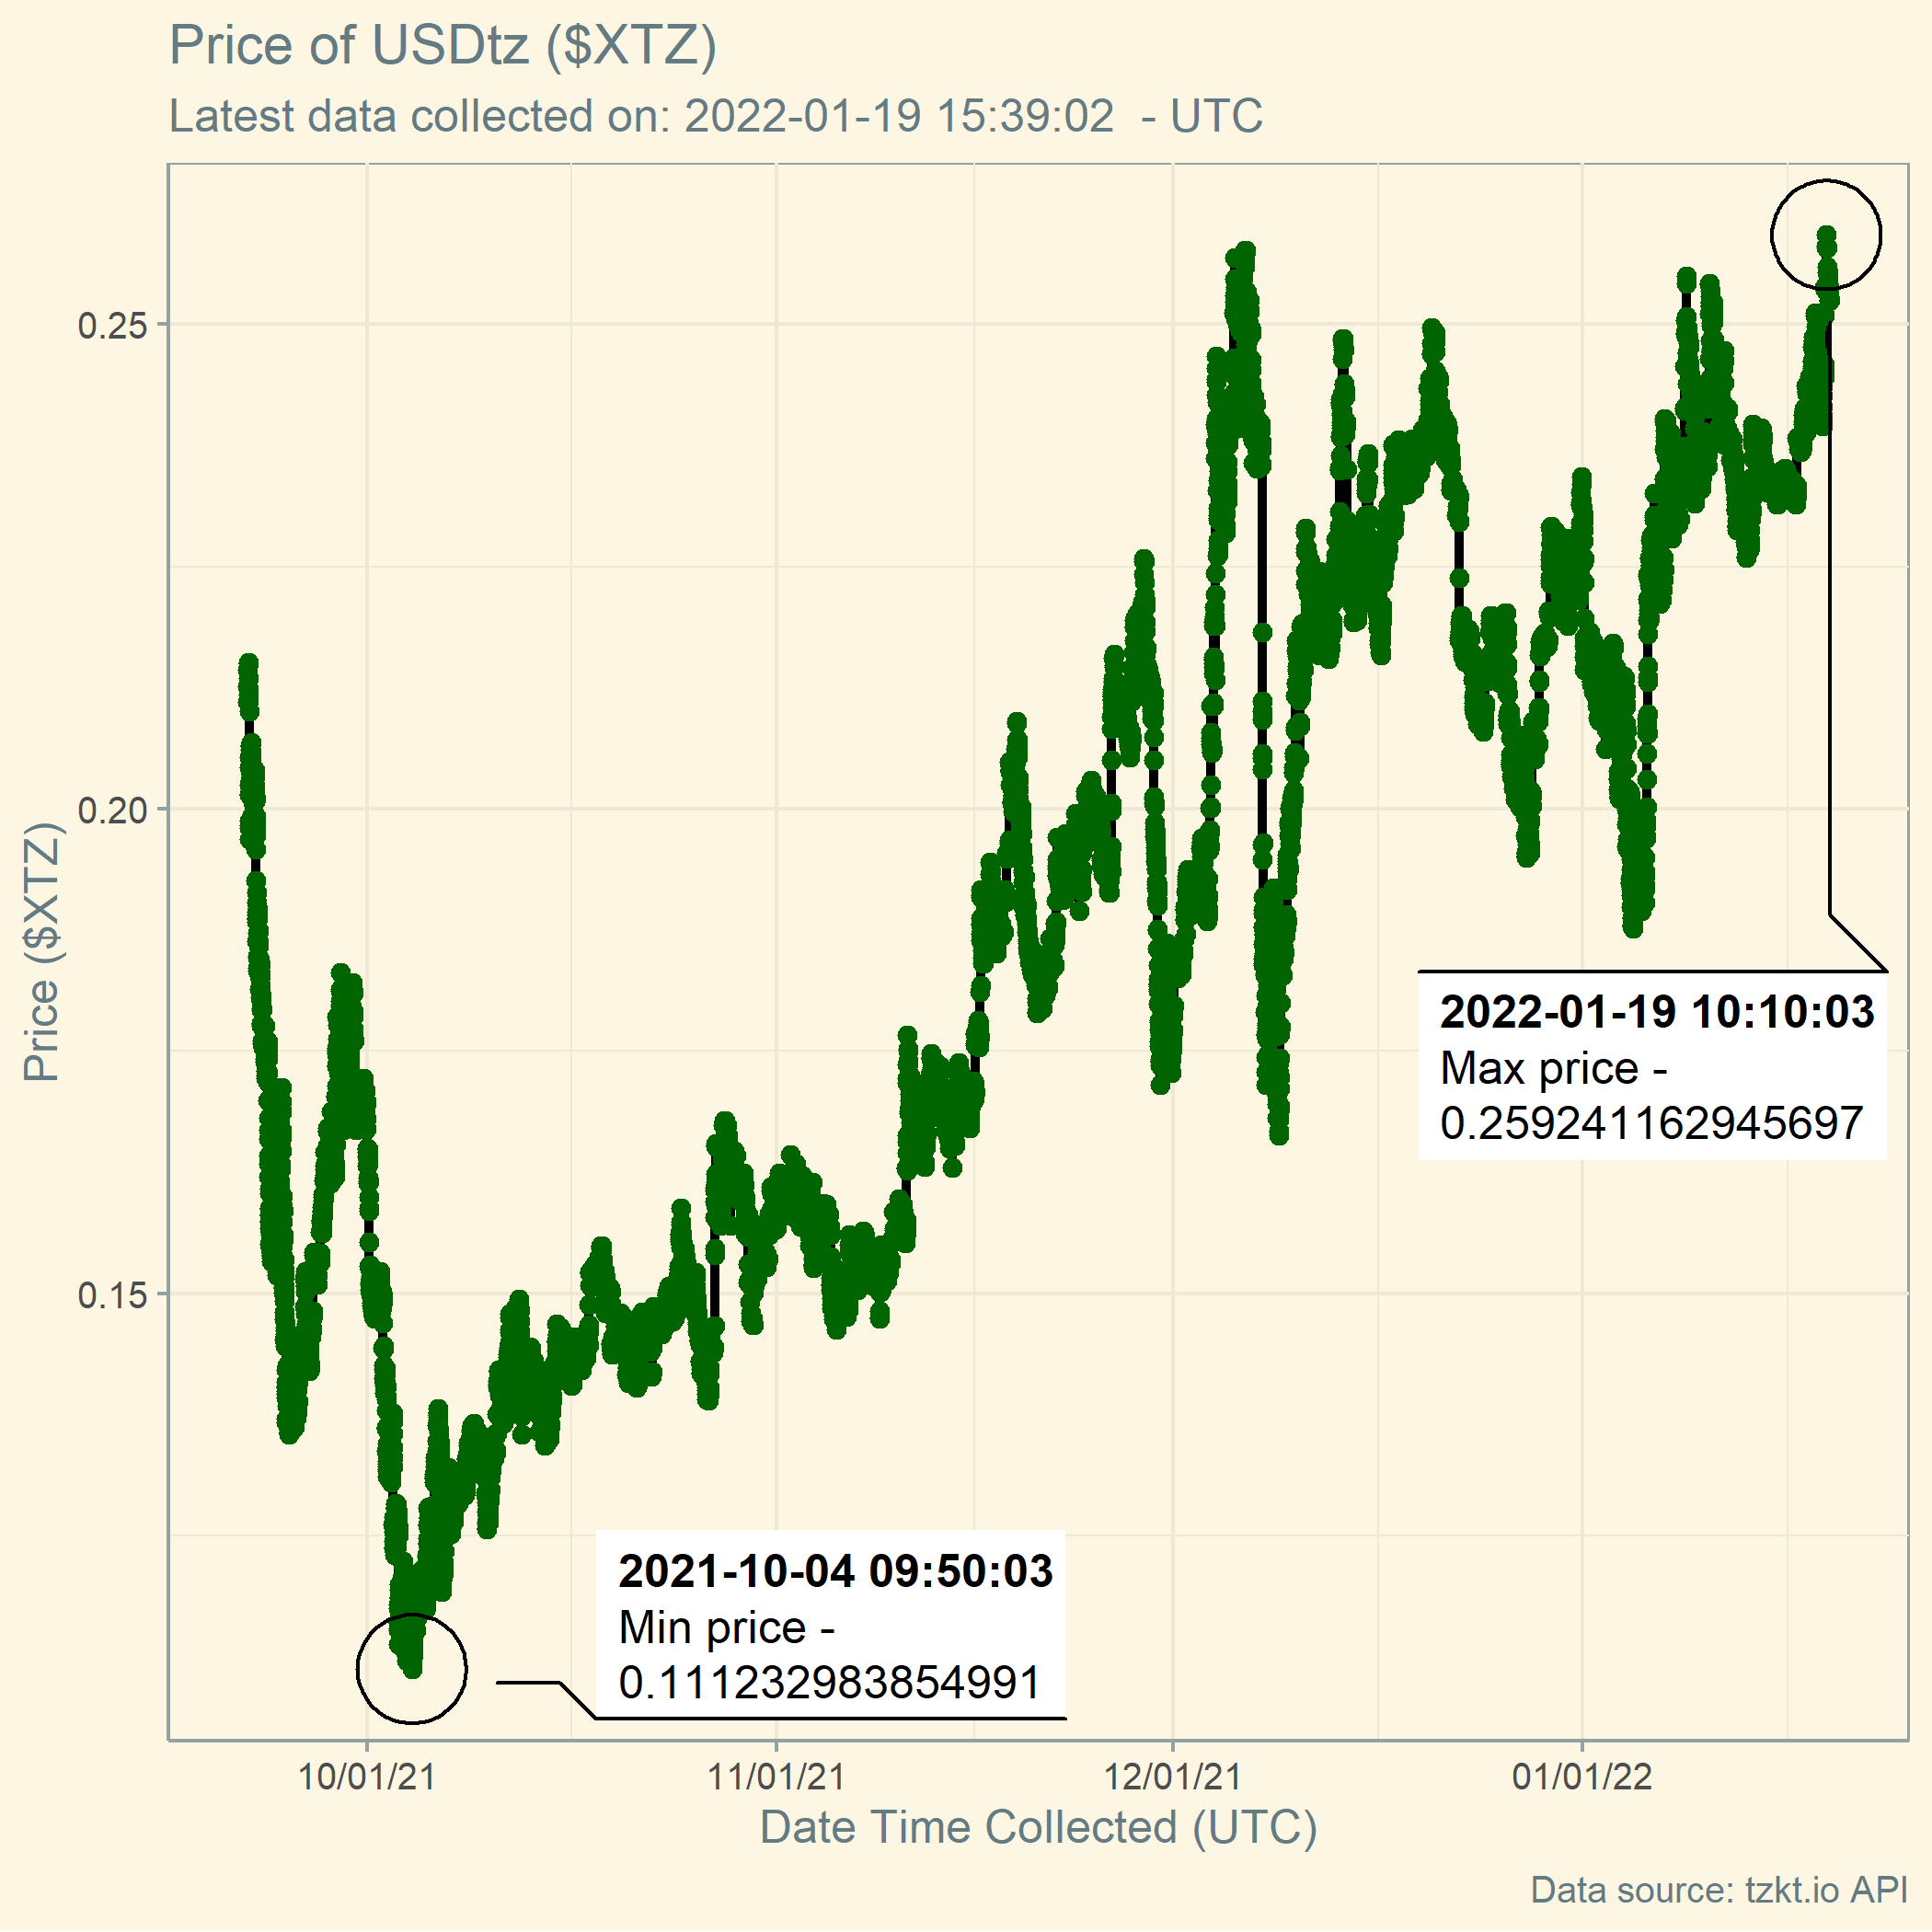 Price of USDtz ($XTZ)
Latest data collected on: 2022-01-19 15:39:02  - UTC
Price ($XTZ)
0.25
0.20
0.15
2022-01-19 10:10:03
Max price -
0.259241162945697
2021-10-04 09:50:03
Min price -
0.111232983854991
10/01/21
11/01/21
12/01/21
01/01/22
Date Time Collected (UTC)
Data source: tzkt.io API